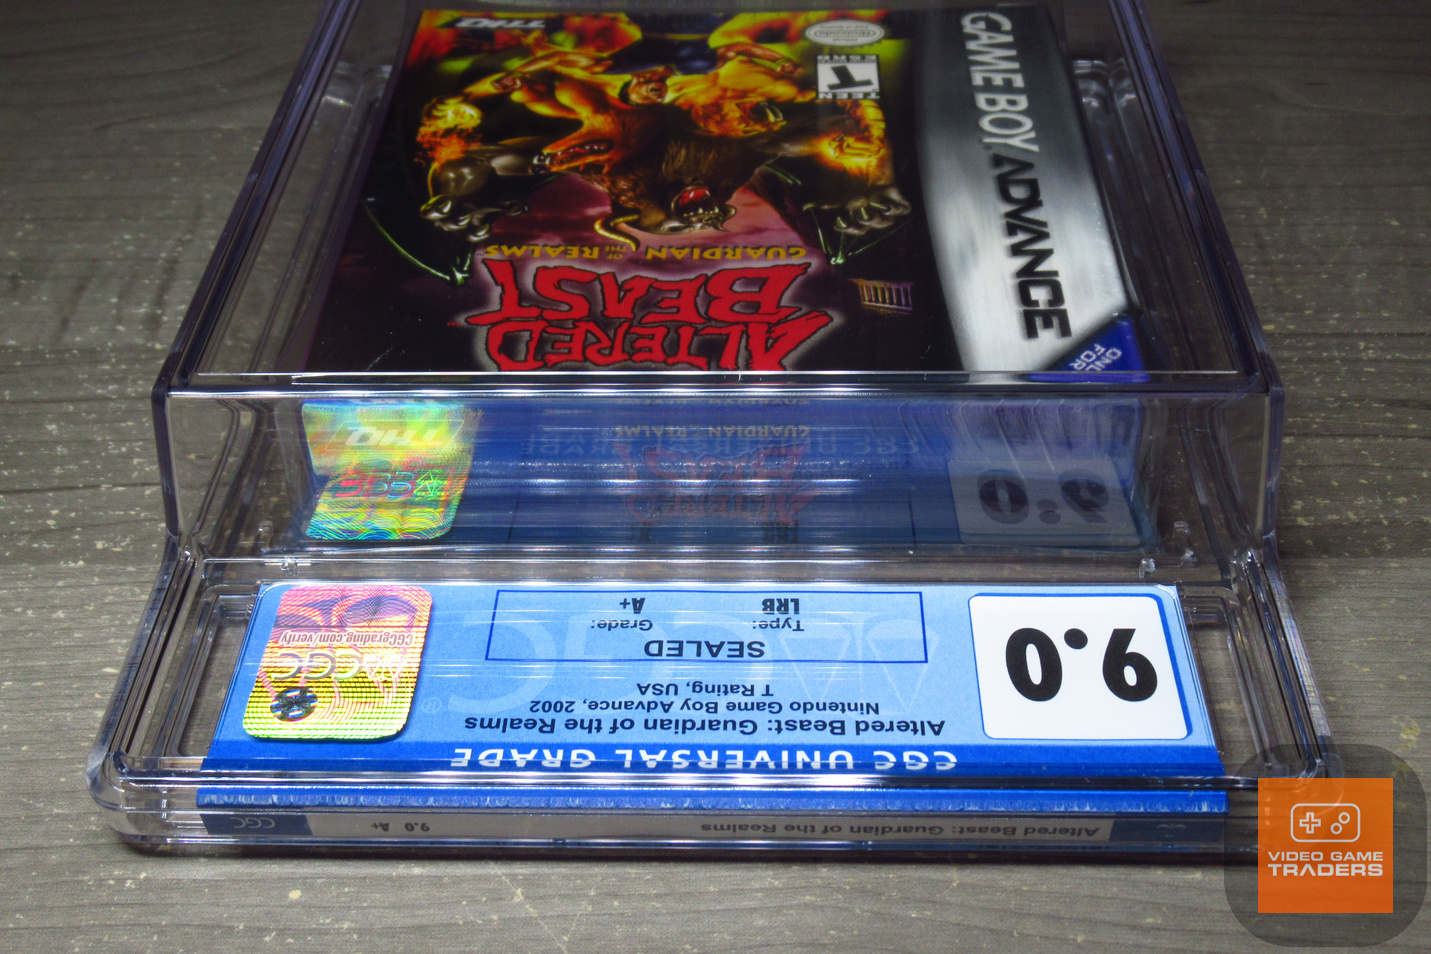 CGC UNIVERSAL GRADE
Altered Beast: Guardian of the Realms
Nintendo Game Boy Advance, 2002
T Rating, USA
SEALED
Type:
Grade:
LRB
A+
9.0
CGC
CGCgrading.com/verify
Altered Beast: Guardian of the Realms
9.0 A+
CGC
ALTERED
BEAST
GUARDIAN OF THE REALMS
GAME BOY ADVANCE
ONLY
FOR
TEEN
ESRB
Nintendo
THQ
VIDEO GAME
TRADERS